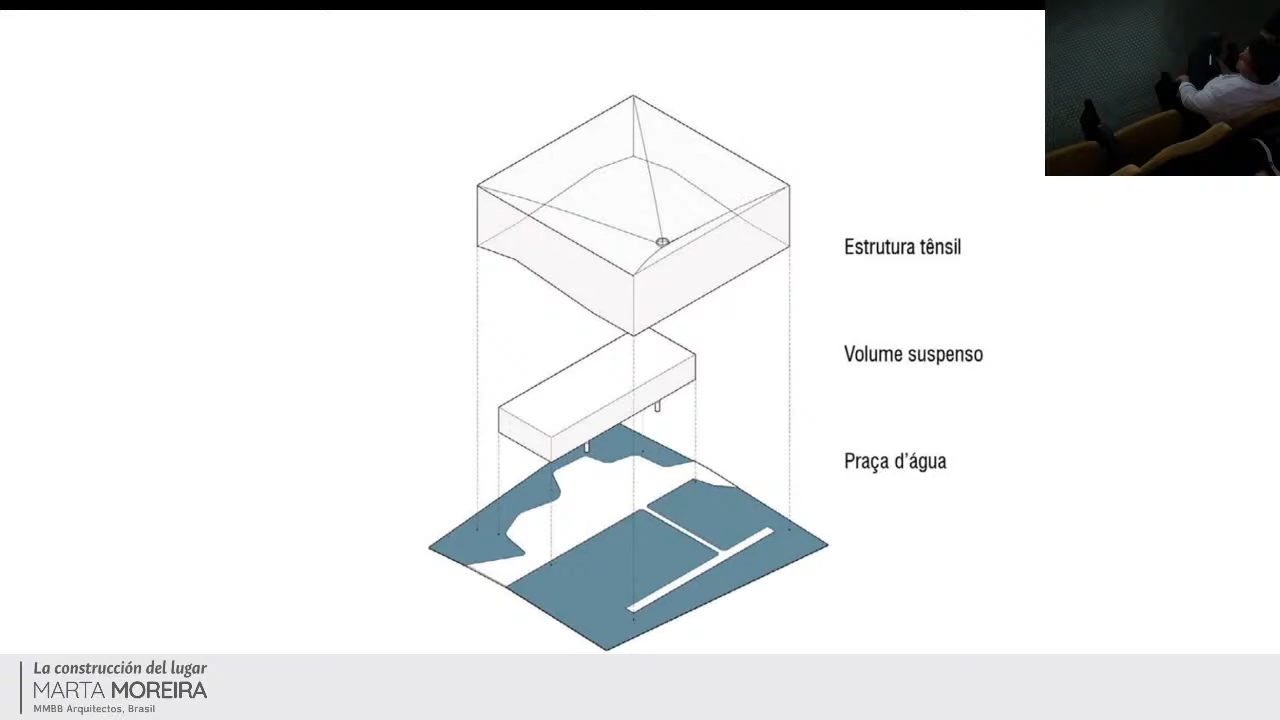 Estrutura tênsil
Volume suspenso
Praça d'água
La construcción del lugar
MARTA MOREIRA
MMBB Arquitectos, Brasil